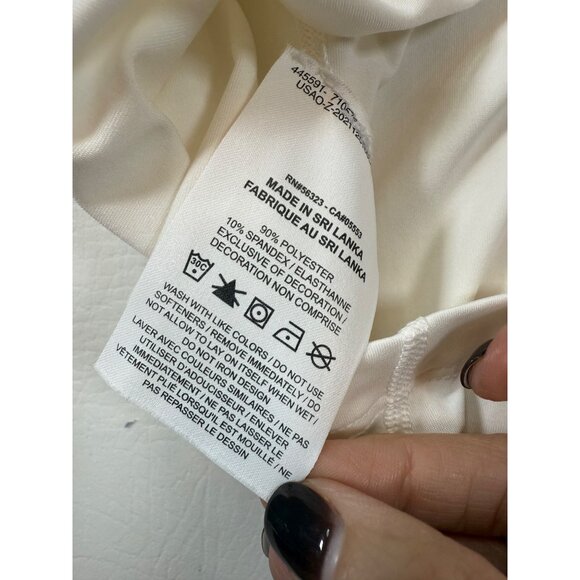 445591- 7105
USAO-Z-202112
RN#56323 - CA#05553
MADE IN SRI LANKA
FABRIQUE AU SRI LANKA
90% POLYESTER
10% SPANDEX / ELASTHANNE
EXCLUSIVE OF DECORATION /
DECORATION NON COMPRISE
30C
WASH WITH LIKE COLORS / DO NOT USE
SOFTENERS / REMOVE IMMEDIATELY / DO
NOT ALLOW TO LAY ON ITSELF WHEN WET /
DO NOT IRON DESIGN
LAVER AVEC COULEURS SIMILAIRES / NE PAS
UTILISER D'ADOUCISSEUR / ENLEVER
IMMÉDIATEMENT / NE PAS LAISSER LE
VÊTEMENT PLIÉ LORSQU'IL EST MOUILLÉ / NE
PAS REPASSER LE DESSIN